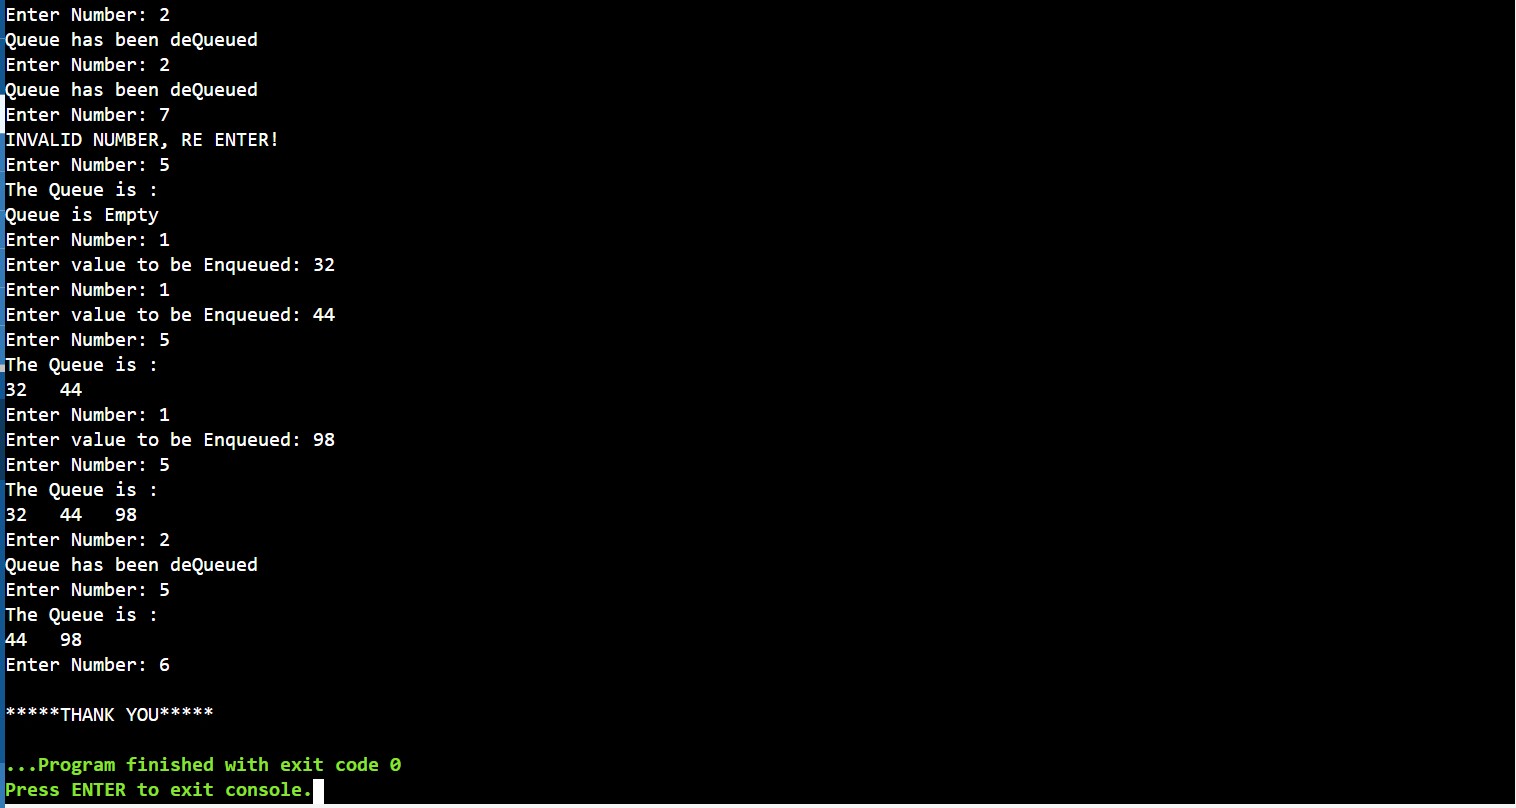 Enter Number: 2
Queue has been deQueued
Enter Number: 2
Queue has been deQueued
Enter Number: 7
INVALID NUMBER, RE ENTER!
Enter Number: 5
The Queue is :
Queue is Empty
Enter Number: 1
Enter value to be Enqueued: 32
Enter Number: 1
Enter value to be Enqueued: 44
Enter Number: 5
The Queue is :
32   44
Enter Number: 1
Enter value to be Enqueued: 98
Enter Number: 5
The Queue is :
32   44   98
Enter Number: 2
Queue has been deQueued
Enter Number: 5
The Queue is :
44   98
Enter Number: 6
*****THANK YOU*****
...Program finished with exit code 0
Press ENTER to exit console.